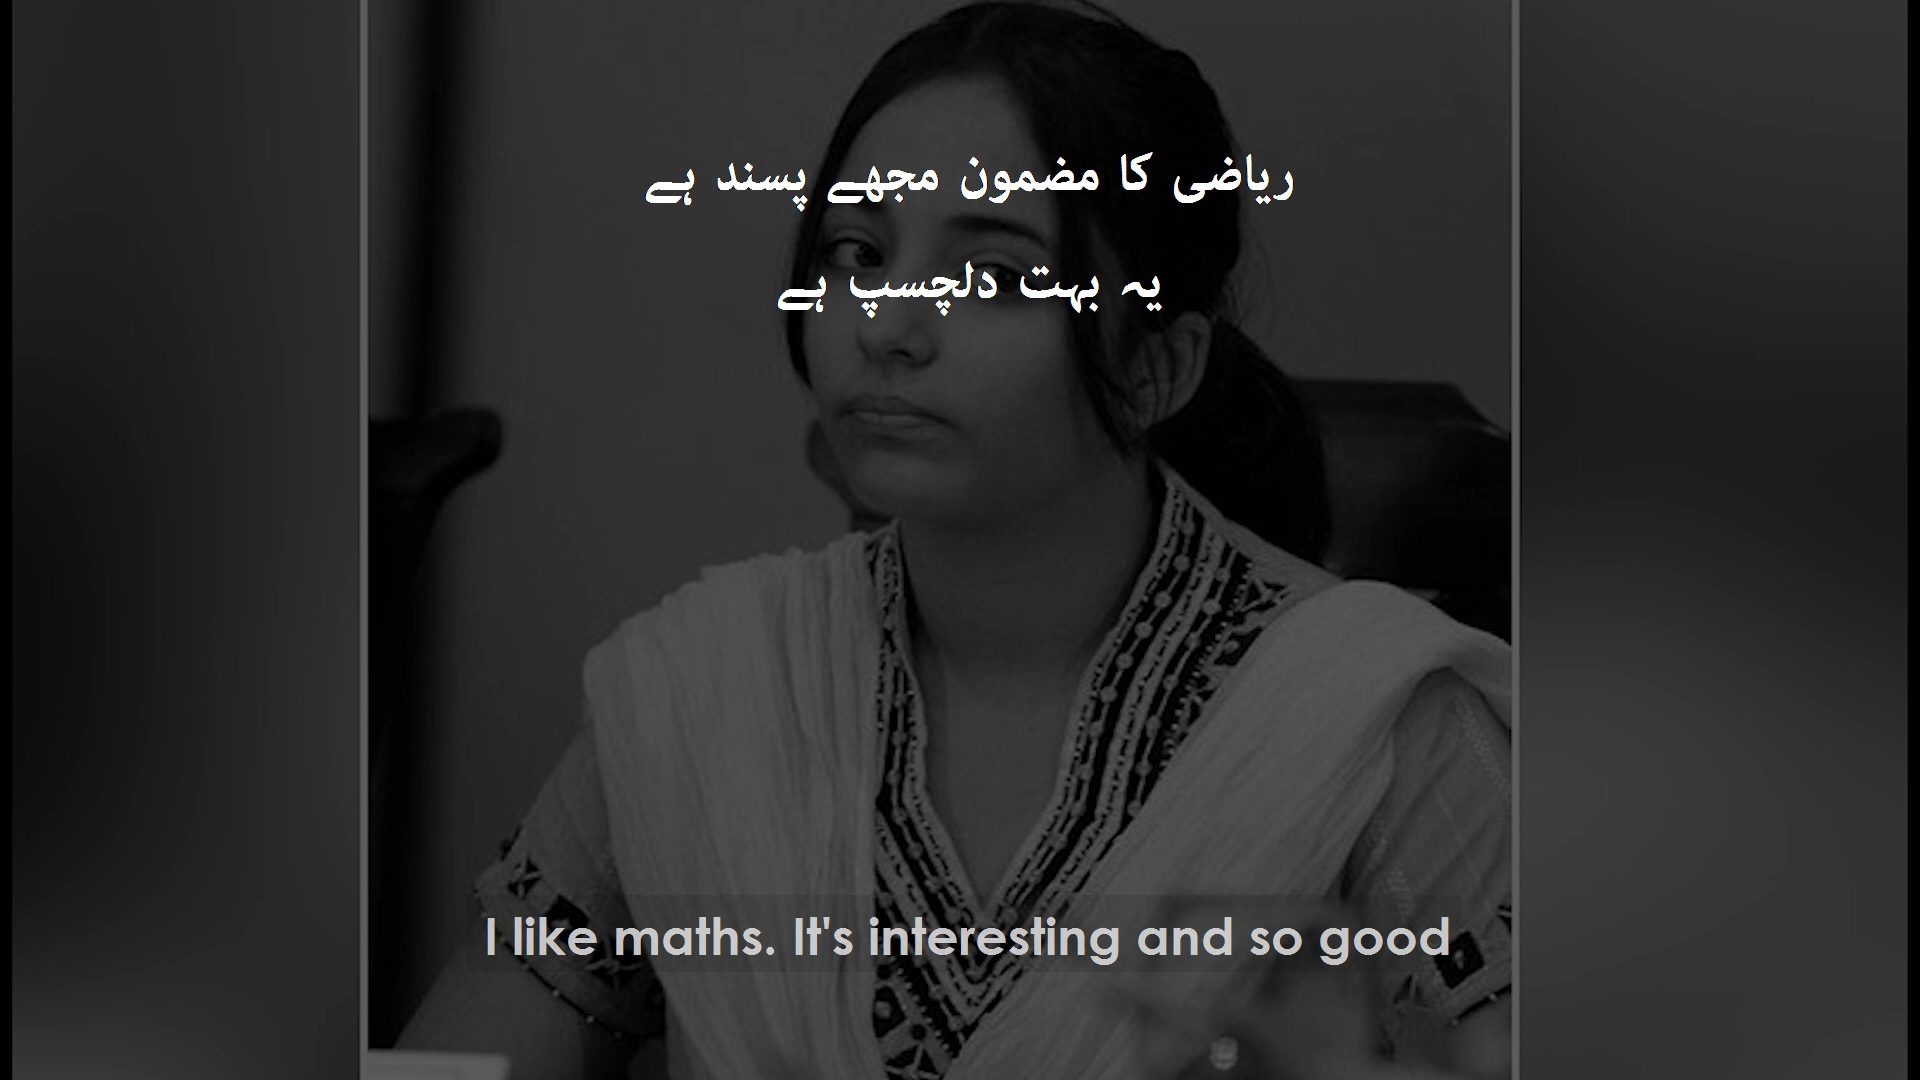 ریاضی کا مضمون مجھے پسند ہے
یہ بہت دلچسپ ہے
I like maths. It's interesting and so good